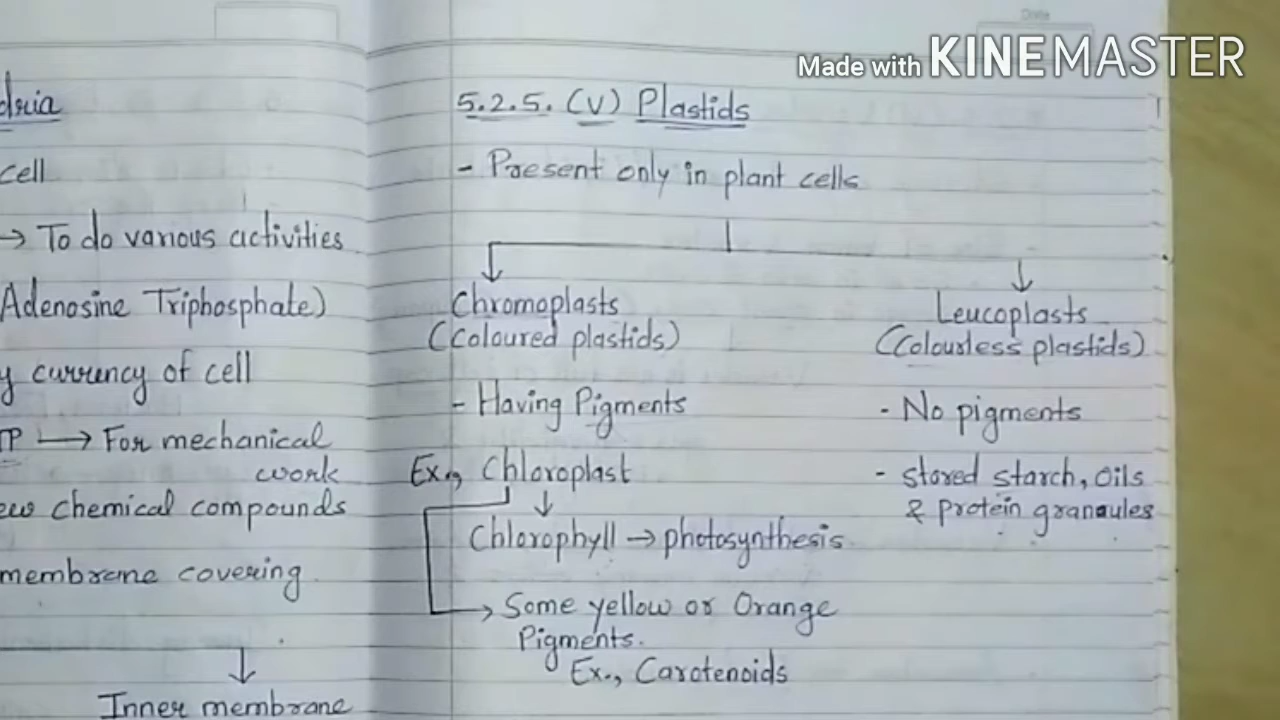 Made with KINEMASTER
Date
dria
cell
→ To do various activities
Adenosine Triphosphate)
y currency of cell
TP → For mechanical
work
ew chemical compounds
membrane covering
Inner membrane
5.2.5. (V) Plastids
- Present only in plant cells
Chromoplasts
(Coloured plastids)
- Having Pigments
Ex., Chloroplast
Chlorophyll → photosynthesis
Some yellow or Orange
Pigments.
Ex., Carotenoids
Leucoplasts
(Colourless plastids)
- No pigments
- stored starch, oils
& protein granules